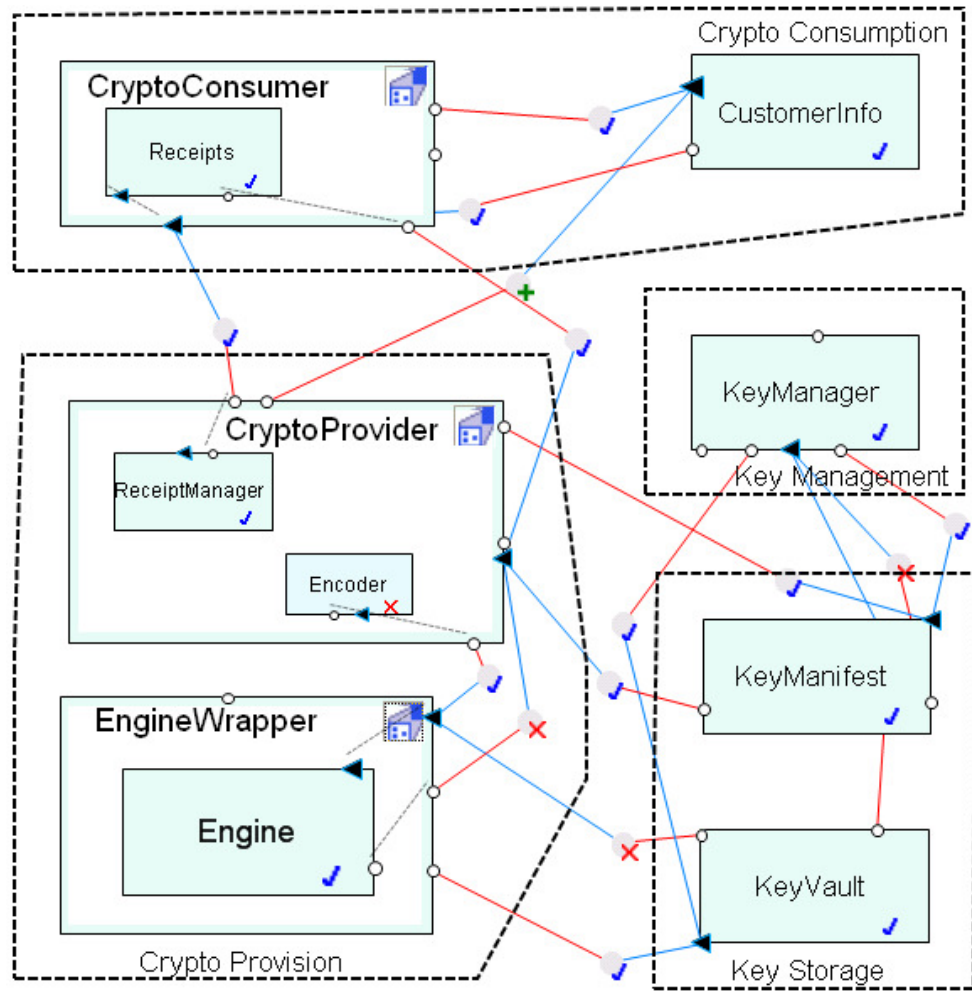 Crypto Consumption
CryptoConsumer
CustomerInfo
Receipts
KeyManager
CryptoProvider
Key Management
ReceiptManager
Encoder
KeyManifest
EngineWrapper
Engine
KeyVault
Crypto Provision
Key Storage